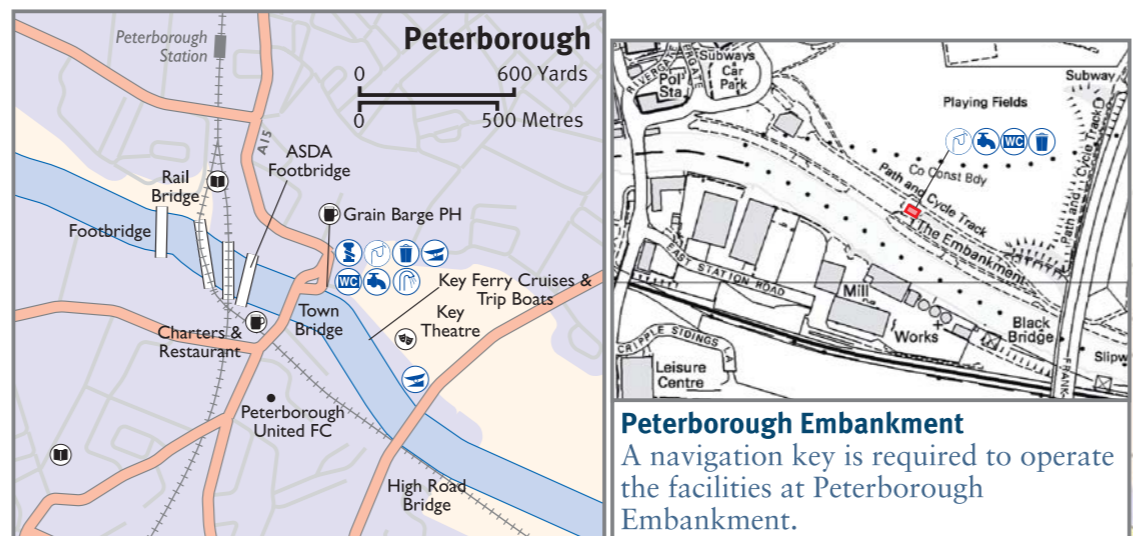 Peterborough
Station
Peterborough
0
600 Yards
0
500 Metres
A15
ASDA
Footbridge
Rail
Bridge
Footbridge
Grain Barge PH
WC
Key Ferry Cruises &
Trip Boats
Town
Bridge
Key
Theatre
Charters &
Restaurant
Peterborough
United FC
High Road
Bridge
RIVERGATE
ERGATE
Subways
Car
Park
Pol
Sta
Subway
Playing Fields
WC
Co Const Bdy
Path and Cycle Track
Path and Cycle Track
The Embankment
EAST STATION ROAD
Mill
Works
Black
Bridge
Slipw
FRANK
CRIPPLE SIDINGS LA
Leisure
Centre
Peterborough Embankment
A navigation key is required to operate
the facilities at Peterborough
Embankment.